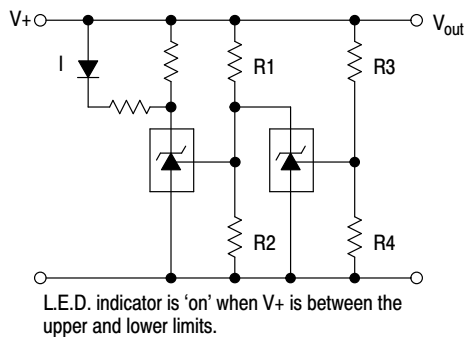 V+
Vout
I
R1
R3
R2
R4
L.E.D. indicator is ‘on’ when V+ is between the
upper and lower limits.